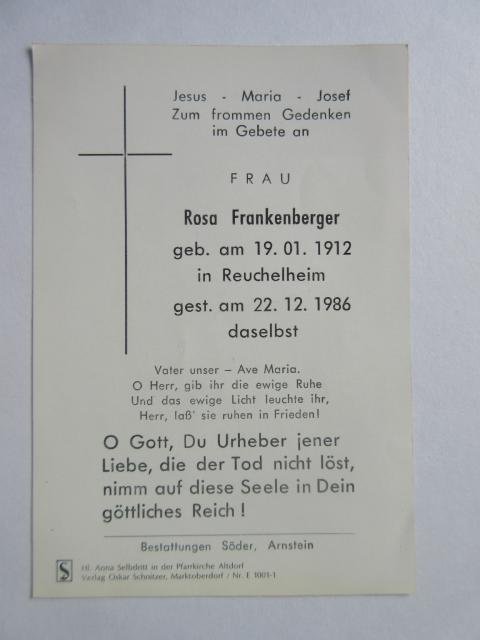 Jesus - Maria - Josef
Zum frommen Gedenken
im Gebete an
FRAU
Rosa Frankenberger
geb. am 19. 01. 1912
in Reuchelheim
gest. am 22. 12. 1986
daselbst
Vater unser – Ave Maria.
O Herr, gib ihr die ewige Ruhe
Und das ewige Licht leuchte ihr,
Herr, laß' sie ruhen in Frieden!
O Gott, Du Urheber jener
Liebe, die der Tod nicht löst,
nimm auf diese Seele in Dein
göttliches Reich !
Bestattungen Söder, Arnstein
S
Hl. Anna Selbdritt in der Pfarrkirche Altdorf
Verlag Oskar Schnitzer, Marktoberdorf / Nr. E 1001-1